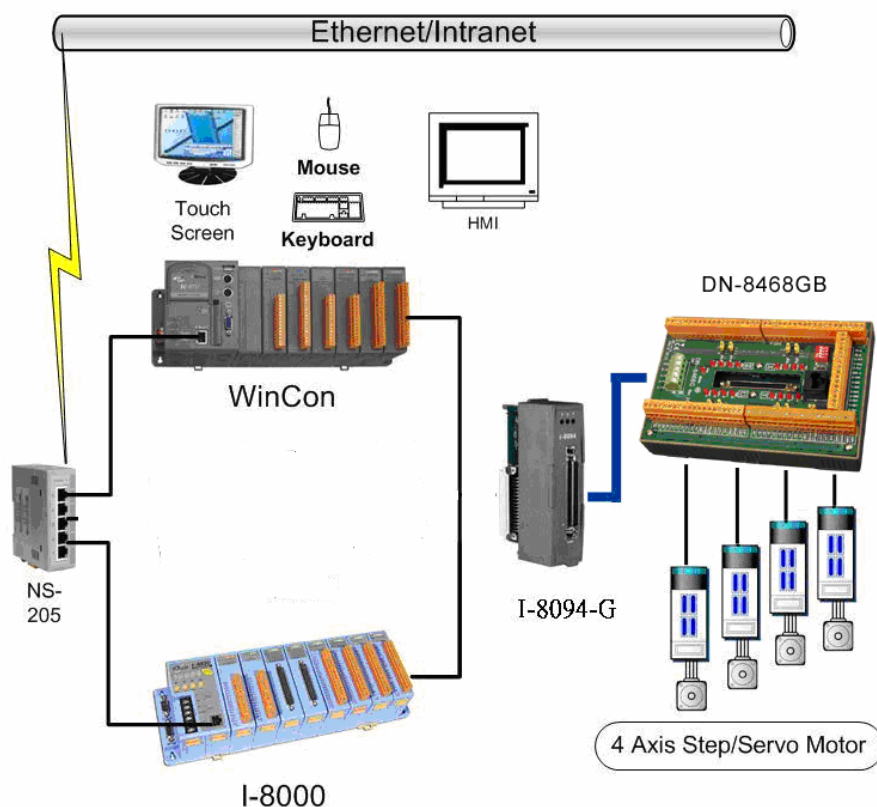 Ethernet/Intranet
Touch
Screen
Mouse
Keyboard
HMI
DN-8468GB
WinCon
I-8094
I-8094-G
NS-
205
4 Axis Step/Servo Motor
I-8000